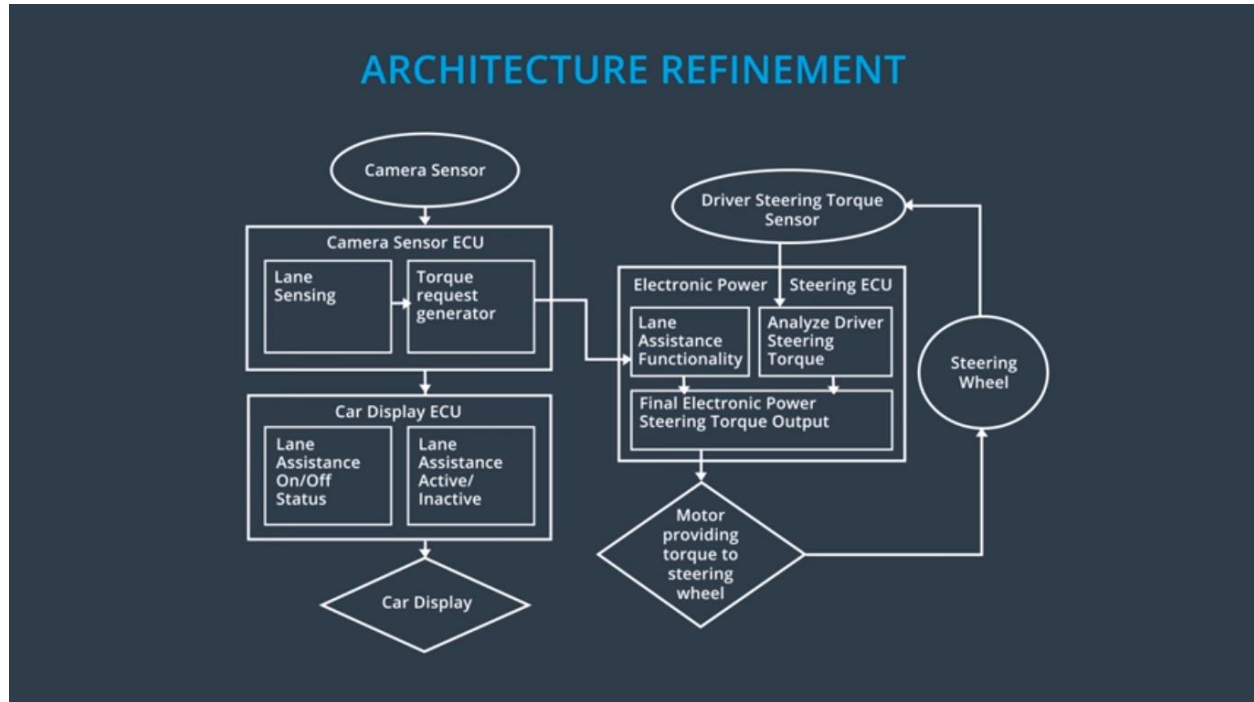 ARCHITECTURE REFINEMENT
Camera Sensor
Camera Sensor ECU
Lane
Sensing
Torque
request
generator
Car Display ECU
Lane
Assistance
On/Off
Status
Lane
Assistance
Active/
Inactive
Car Display
Driver Steering Torque
Sensor
Electronic Power Steering ECU
Lane
Assistance
Functionality
Analyze Driver
Steering
Torque
Final Electronic Power
Steering Torque Output
Motor
providing
torque to
steering
wheel
Steering
Wheel